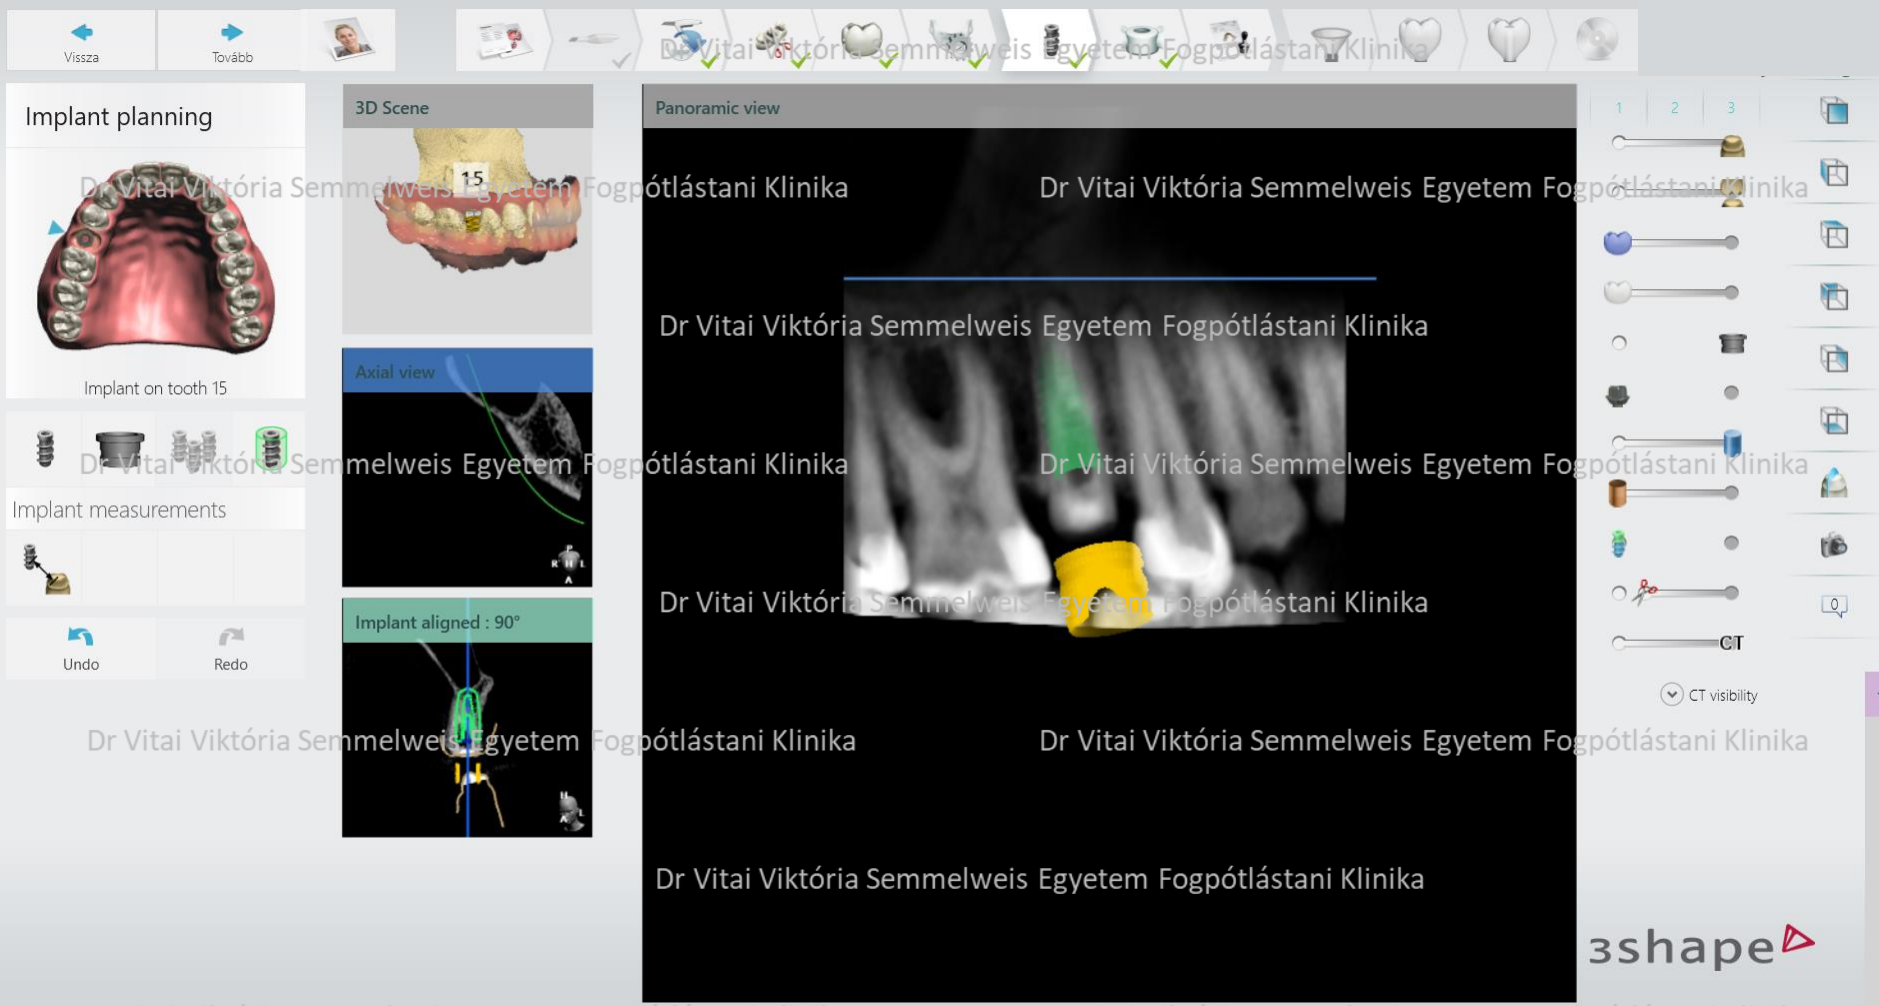 Vissza
Tovább
Dr Vitai Viktória Semmelweis Egyetem Fogpótlástani Klinika
Implant planning
3D Scene
Panoramic view
1 2 3
15
Dr Vitai Viktória Semmelweis Egyetem Fogpótlástani Klinika
Dr Vitai Viktória Semmelweis Egyetem Fogpótlástani Klinika
Dr Vitai Viktória Semmelweis Egyetem Fogpótlástani Klinika
Axial view
Implant on tooth 15
Dr Vitai Viktória Semmelweis Egyetem Fogpótlástani Klinika
Dr Vitai Viktória Semmelweis Egyetem Fogpótlástani Klinika
Implant measurements
P
R H L
A
Dr Vitai Viktória Semmelweis Egyetem Fogpótlástani Klinika
0
Implant aligned : 90°
CT
Undo
Redo
CT visibility
Dr Vitai Viktória Semmelweis Egyetem Fogpótlástani Klinika
Dr Vitai Viktória Semmelweis Egyetem Fogpótlástani Klinika
H
L
A
Dr Vitai Viktória Semmelweis Egyetem Fogpótlástani Klinika
3shape